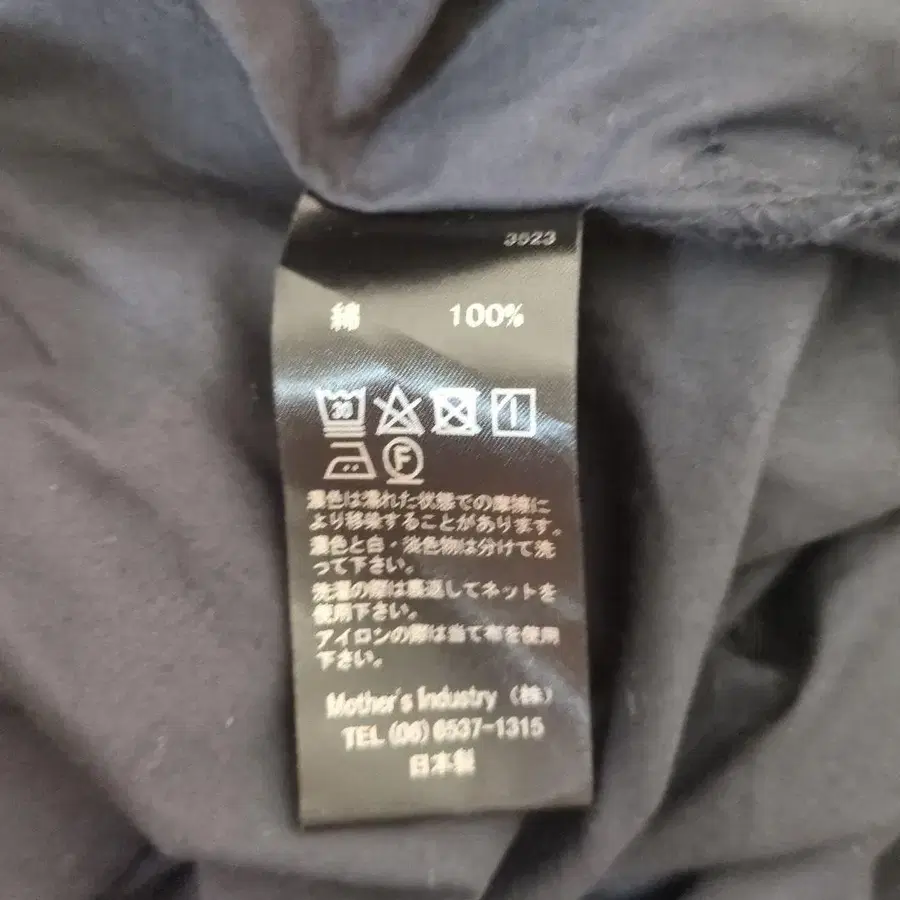 3523
綿 100%
30
F
濃色は濡れた状態での摩擦に
より移染することがあります。
濃色と白・淡色物は分けて洗
って下さい。
洗濯の際は裏返してネットを
使用下さい。
アイロンの際は当て布を使用
下さい。
Mother's Industry (株)
TEL (06) 6537-1315
日本製